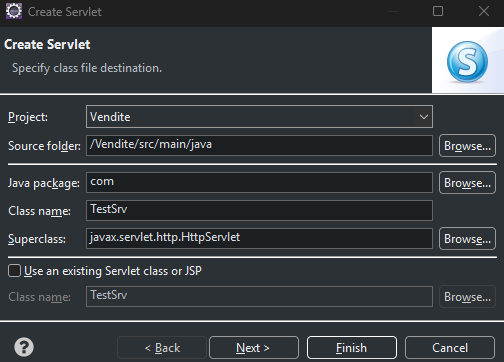 Create Servlet
Create Servlet
Specify class file destination.
S
Project: Vendite
Source folder: /Vendite/src/main/java Browse...
Java package: com Browse...
Class name: TestSrv
Superclass: javax.servlet.http.HttpServlet Browse...
Use an existing Servlet class or JSP
Class name: TestSrv Browse...
? < Back Next > Finish Cancel